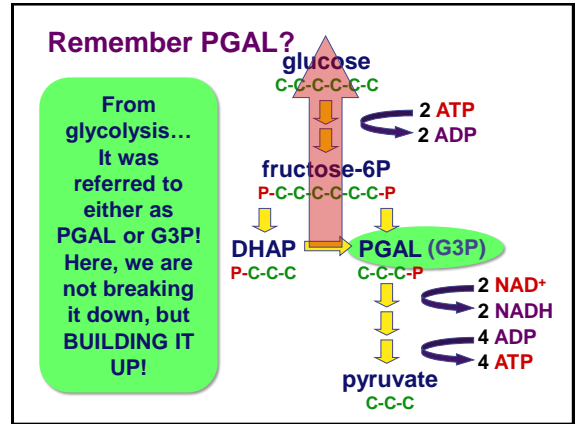 Remember PGAL?
From
glycolysis…
It was
referred to
either as
PGAL or G3P!
Here, we are
not breaking
it down, but
BUILDING IT
UP!
glucose
C-C-C-C-C-C
2 ATP
2 ADP
fructose-6P
P-C-C-C-C-C-C-P
DHAP
P-C-C-C
PGAL (G3P)
C-C-C-P
2 NAD+
2 NADH
4 ADP
4 ATP
pyruvate
C-C-C